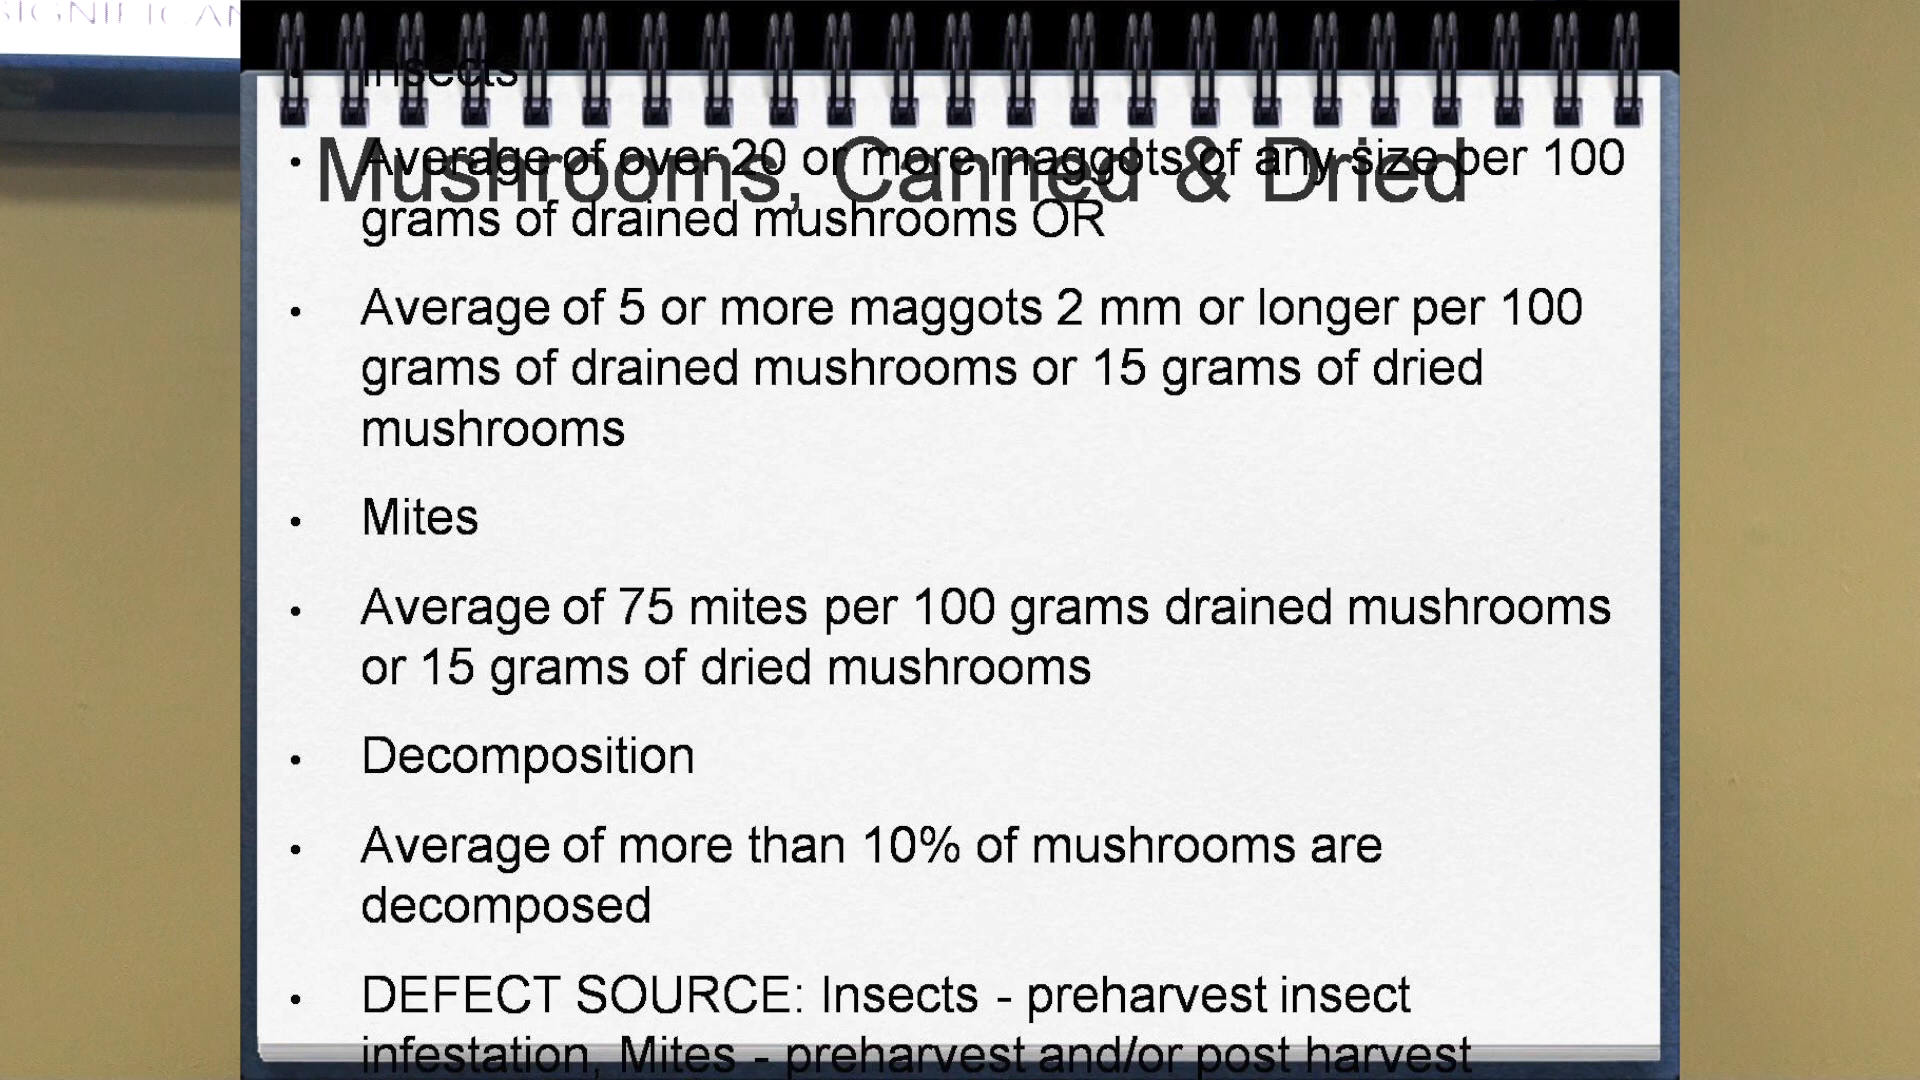 SIGNIFICAN
Insects
Mushrooms, Canned & Dried
Average of over 20 or more maggots of any size per 100
grams of drained mushrooms OR
Average of 5 or more maggots 2 mm or longer per 100
grams of drained mushrooms or 15 grams of dried
mushrooms
Mites
Average of 75 mites per 100 grams drained mushrooms
or 15 grams of dried mushrooms
Decomposition
Average of more than 10% of mushrooms are
decomposed
DEFECT SOURCE: Insects - preharvest insect
infestation, Mites - preharvest and/or post harvest